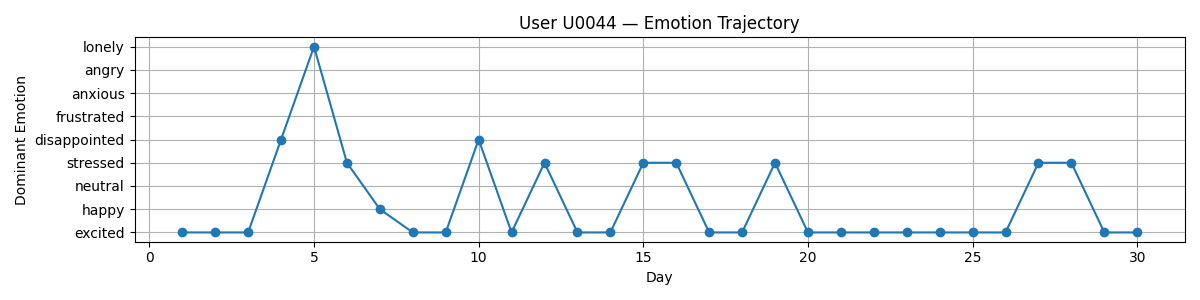 User U0044 — Emotion Trajectory
Dominant Emotion
lonely
angry
anxious
frustrated
disappointed
stressed
neutral
happy
excited
0 5 10 15 20 25 30
Day